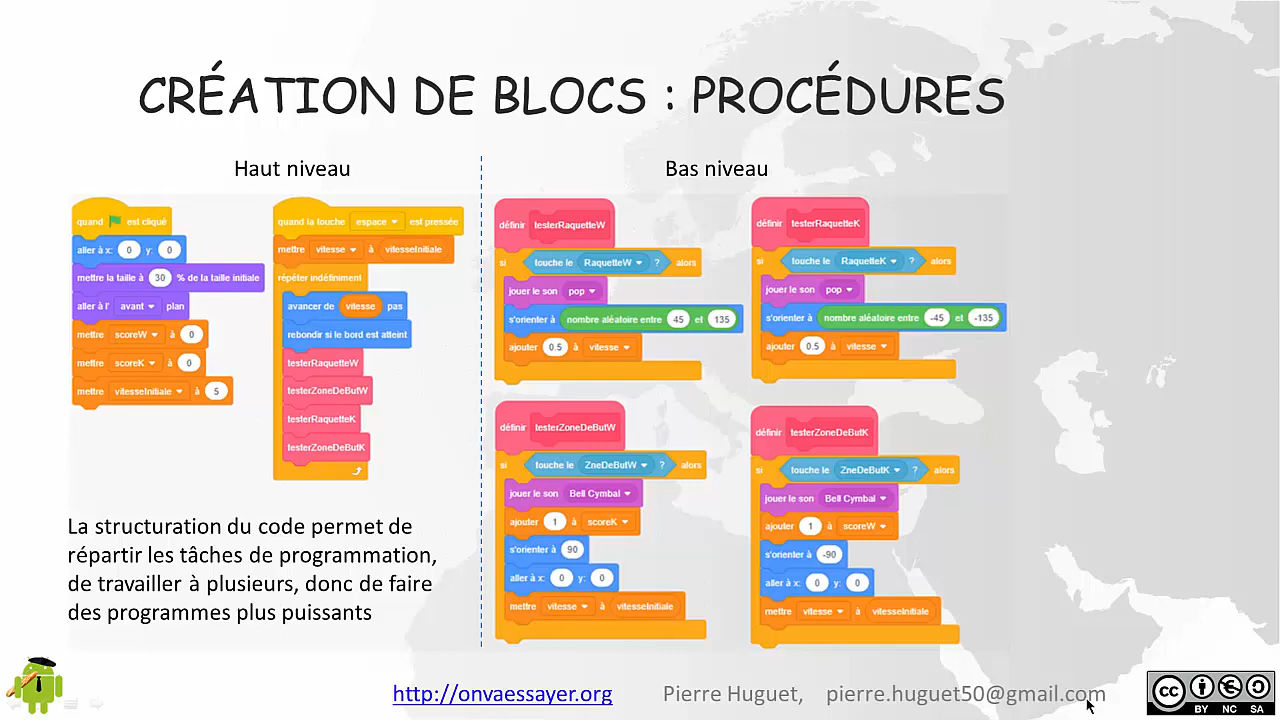 CRÉATION DE BLOCS : PROCÉDURES
Haut niveau
quand est cliqué
aller à x: 0 y: 0
mettre la taille à 30 % de la taille initiale
aller à l' avant plan
mettre scoreW à 0
mettre scoreK à 0
mettre vitesseInitiale à 5
quand la touche espace est pressée
mettre vitesse à vitesseInitiale
répéter indéfiniment
avancer de vitesse pas
rebondir si le bord est atteint
testerRaquetteW
testerZoneDeButW
testerRaquetteK
testerZoneDeButK
La structuration du code permet de
répartir les tâches de programmation,
de travailler à plusieurs, donc de faire
des programmes plus puissants
Bas niveau
définir testerRaquetteW
si touche le RaquetteW ? alors
jouer le son pop
s'orienter à nombre aléatoire entre 45 et 135
ajouter 0.5 à vitesse
définir testerRaquetteK
si touche le RaquetteK ? alors
jouer le son pop
s'orienter à nombre aléatoire entre -45 et -135
ajouter 0.5 à vitesse
définir testerZoneDeButW
si touche le ZneDeButW ? alors
jouer le son Bell Cymbal
ajouter 1 à scoreK
s'orienter à 90
aller à x: 0 y: 0
mettre vitesse à vitesseInitiale
définir testerZoneDeButK
si touche le ZneDeButK ? alors
jouer le son Bell Cymbal
ajouter 1 à scoreW
s'orienter à -90
aller à x: 0 y: 0
mettre vitesse à vitesseInitiale
http://onvaessayer.org Pierre Huguet, pierre.huguet50@gmail.com
cc BY NC SA